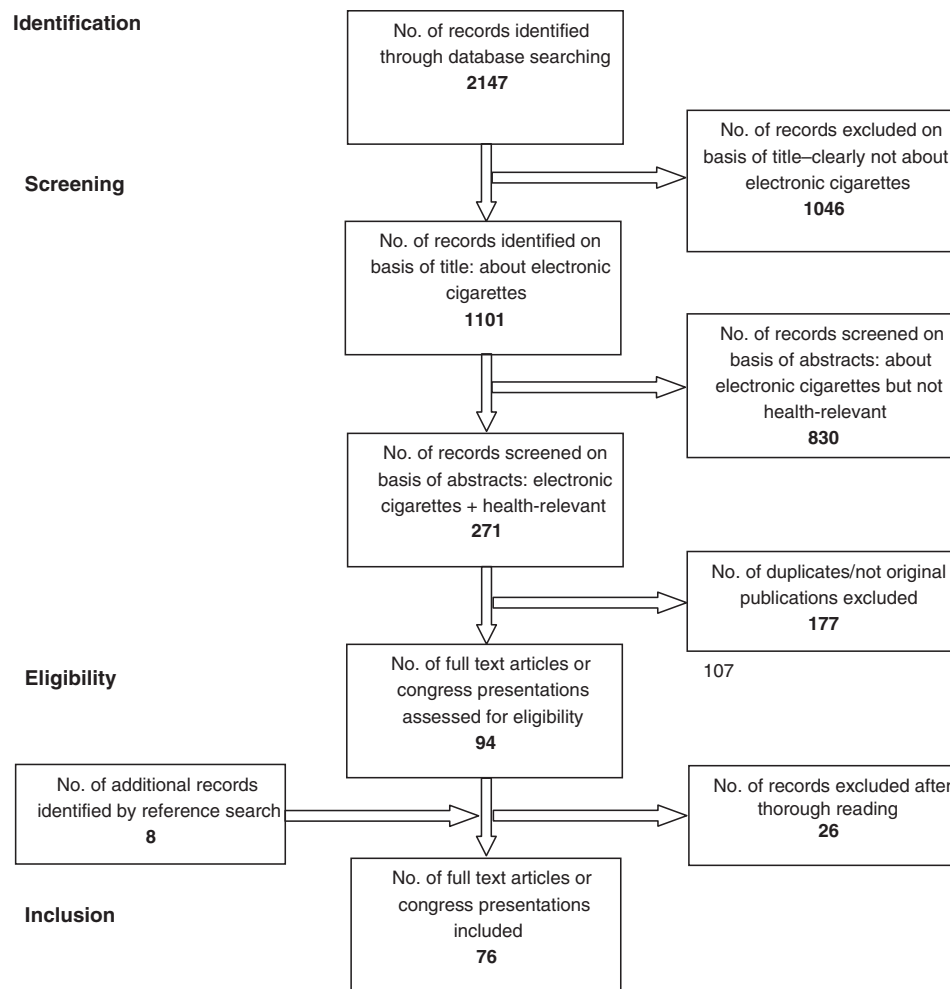 Identification
No. of records identified
through database searching
2147
No. of records excluded on
basis of title–clearly not about
electronic cigarettes
1046
Screening
No. of records identified on
basis of title: about electronic
cigarettes
1101
No. of records screened on
basis of abstracts: about
electronic cigarettes but not
health-relevant
830
No. of records screened on
basis of abstracts: electronic
cigarettes + health-relevant
271
No. of duplicates/not original
publications excluded
177
107
Eligibility
No. of full text articles or
congress presentations
assessed for eligibility
94
No. of additional records
identified by reference search
8
No. of records excluded after
thorough reading
26
Inclusion
No. of full text articles or
congress presentations
included
76